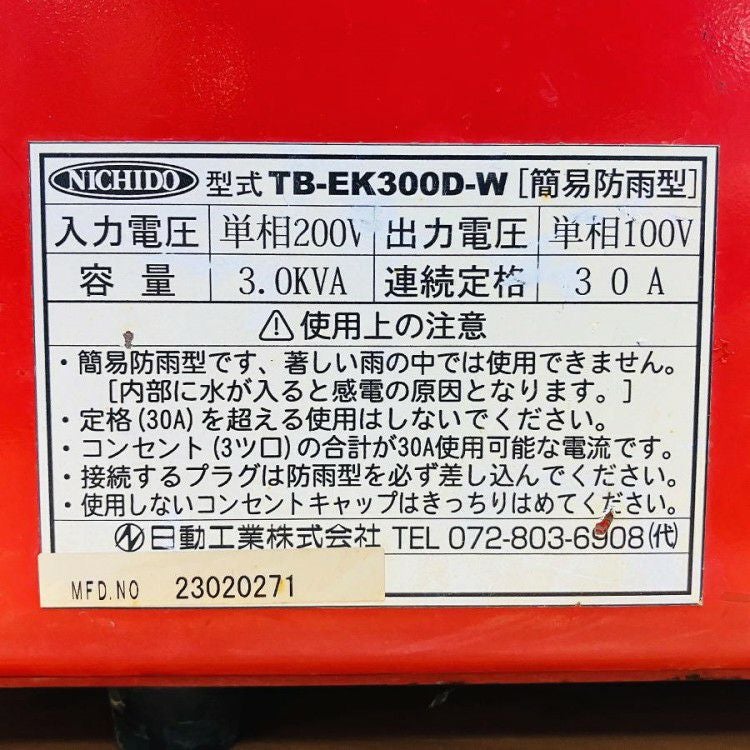 NICHIDO 型式 TB-EK300D-W [簡易防雨型]
入力電圧 単相200V 出力電圧 単相100V
容量 3.0KVA 連続定格 30A
⚠使用上の注意
・簡易防雨型です、著しい雨の中では使用できません。
[内部に水が入ると感電の原因となります。]
・定格(30A)を超える使用はしないでください。
・コンセント(3ツ口)の合計が30A使用可能な電流です。
・接続するプラグは防雨型を必ず差し込んでください。
・使用しないコンセントキャップはきっちりはめてください。
日動工業株式会社 TEL 072-803-6908(代)
MFD.NO 23020271